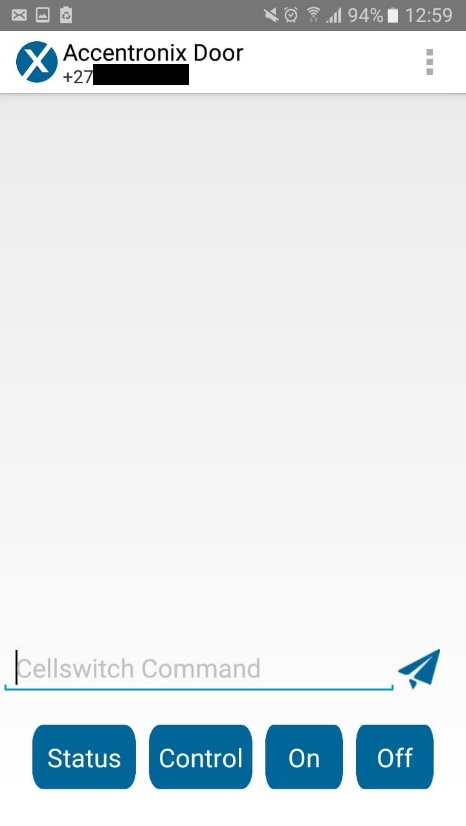 94% 12:59
Accentronix Door
+27
Cellswitch Command
Status Control On Off